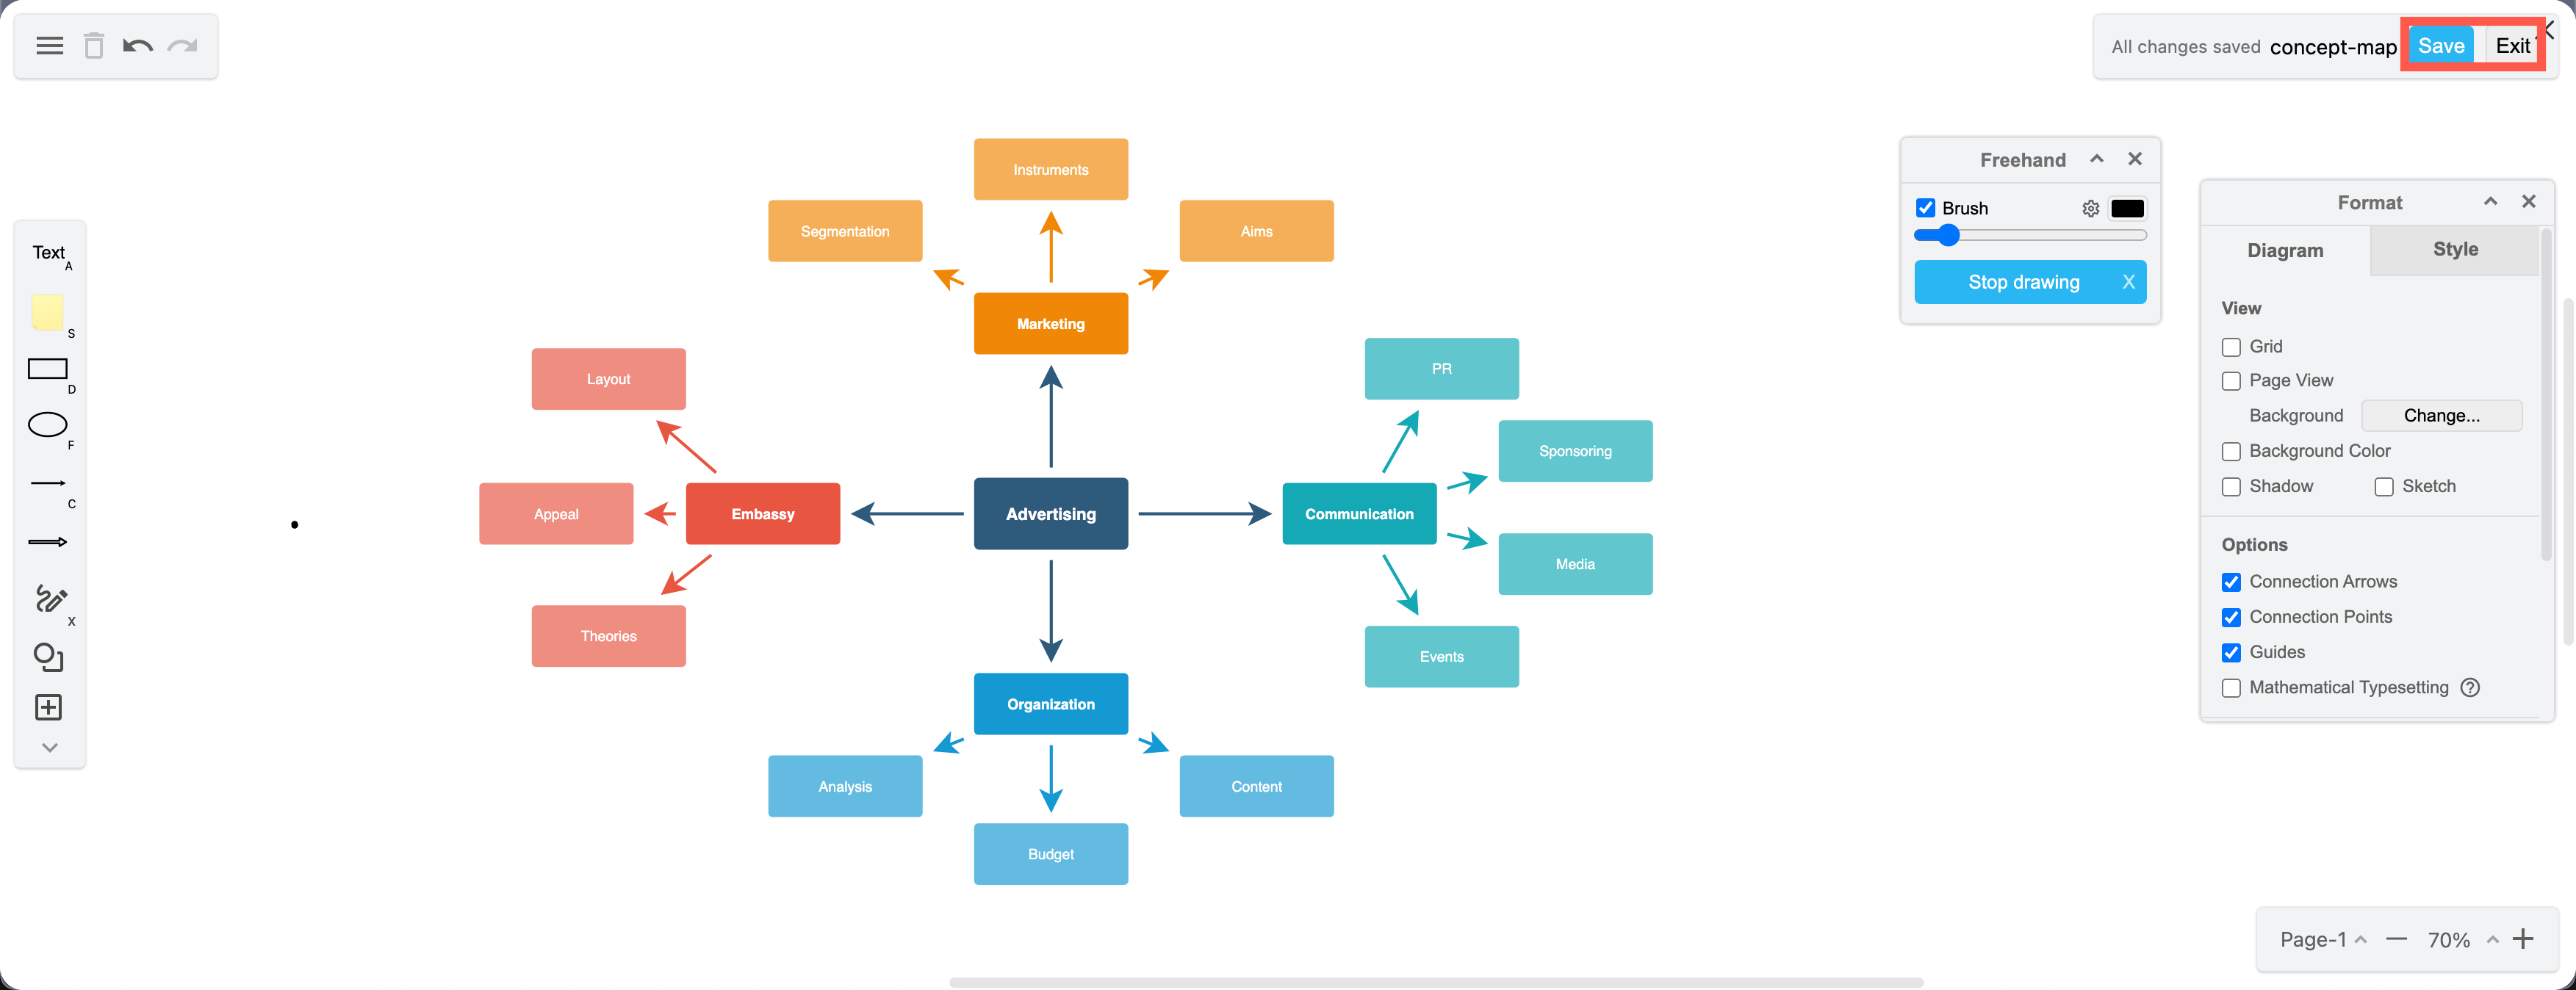 All changes saved concept-map Save Exit
Text A
S
D
F
C
X
Instruments
Segmentation
Aims
Marketing
Layout
PR
Sponsoring
Appeal
Embassy
Advertising
Communication
Media
Theories
Events
Organization
Analysis
Content
Budget
Freehand
Brush
Stop drawing X
Format
Diagram Style
View
Grid
Page View
Background Change...
Background Color
Shadow Sketch
Options
Connection Arrows
Connection Points
Guides
Mathematical Typesetting ?
Page-1 70%